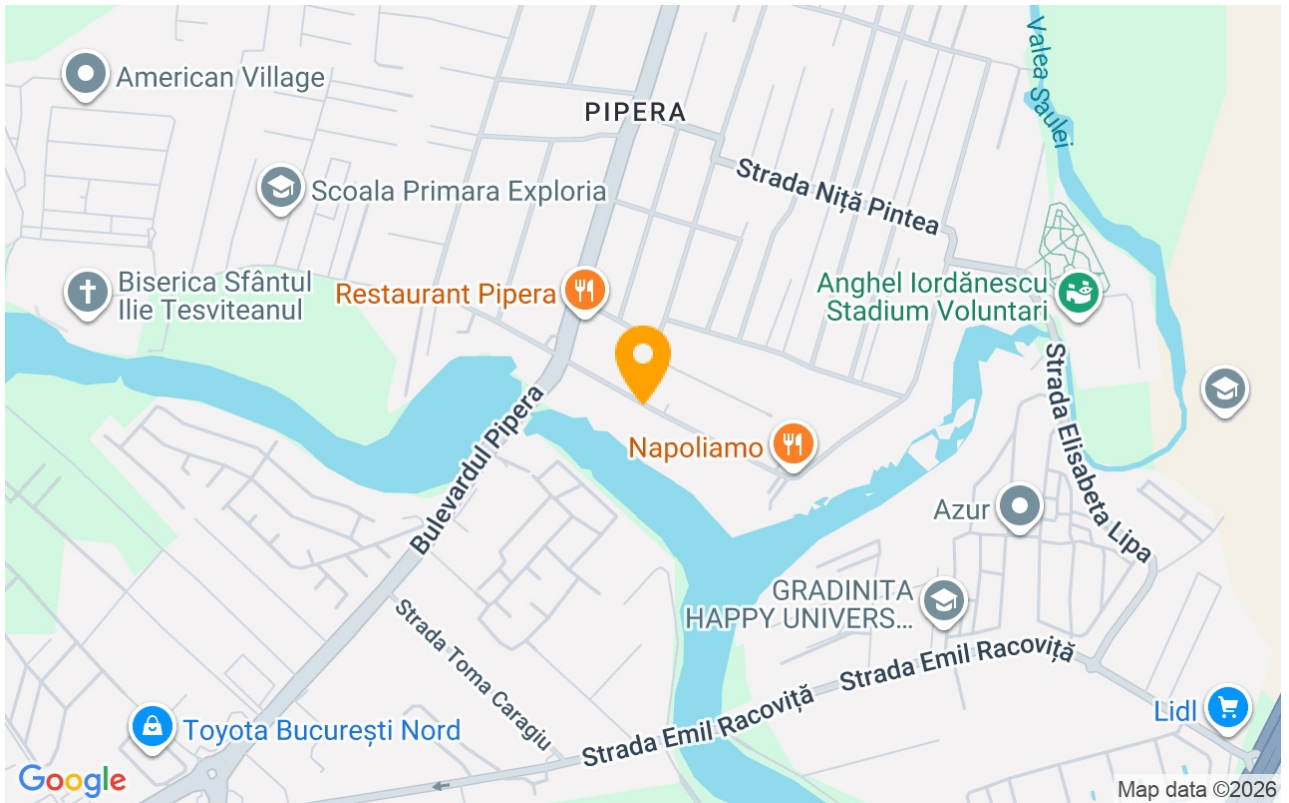 American Village
PIPERA
Valea Saulei
Scoala Primara Exploria
Strada Niță Pintea
Biserica Sfântul
Ilie Tesviteanul
Restaurant Pipera
Anghel Iordănescu
Stadium Voluntari
Bulevardul Pipera
Napoliamo
Strada Elisabeta Lipa
Azur
GRADINITA
HAPPY UNIVERS...
Strada Toma Caragiu
Strada Emil Racoviță
Strada Emil Racoviță
Lidl
Toyota București Nord
Google
Map data ©2026